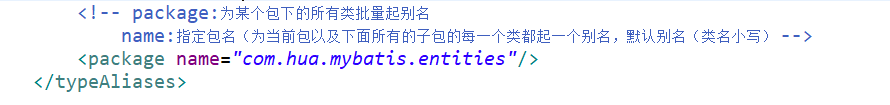 <!-- package:为某个包下的所有类批量起别名
name:指定包名（为当前包以及下面所有的子包的每一个类都起一个别名，默认别名（类名小写） -->
<package name="com.hua.mybatis.entities"/>
</typeAliases>